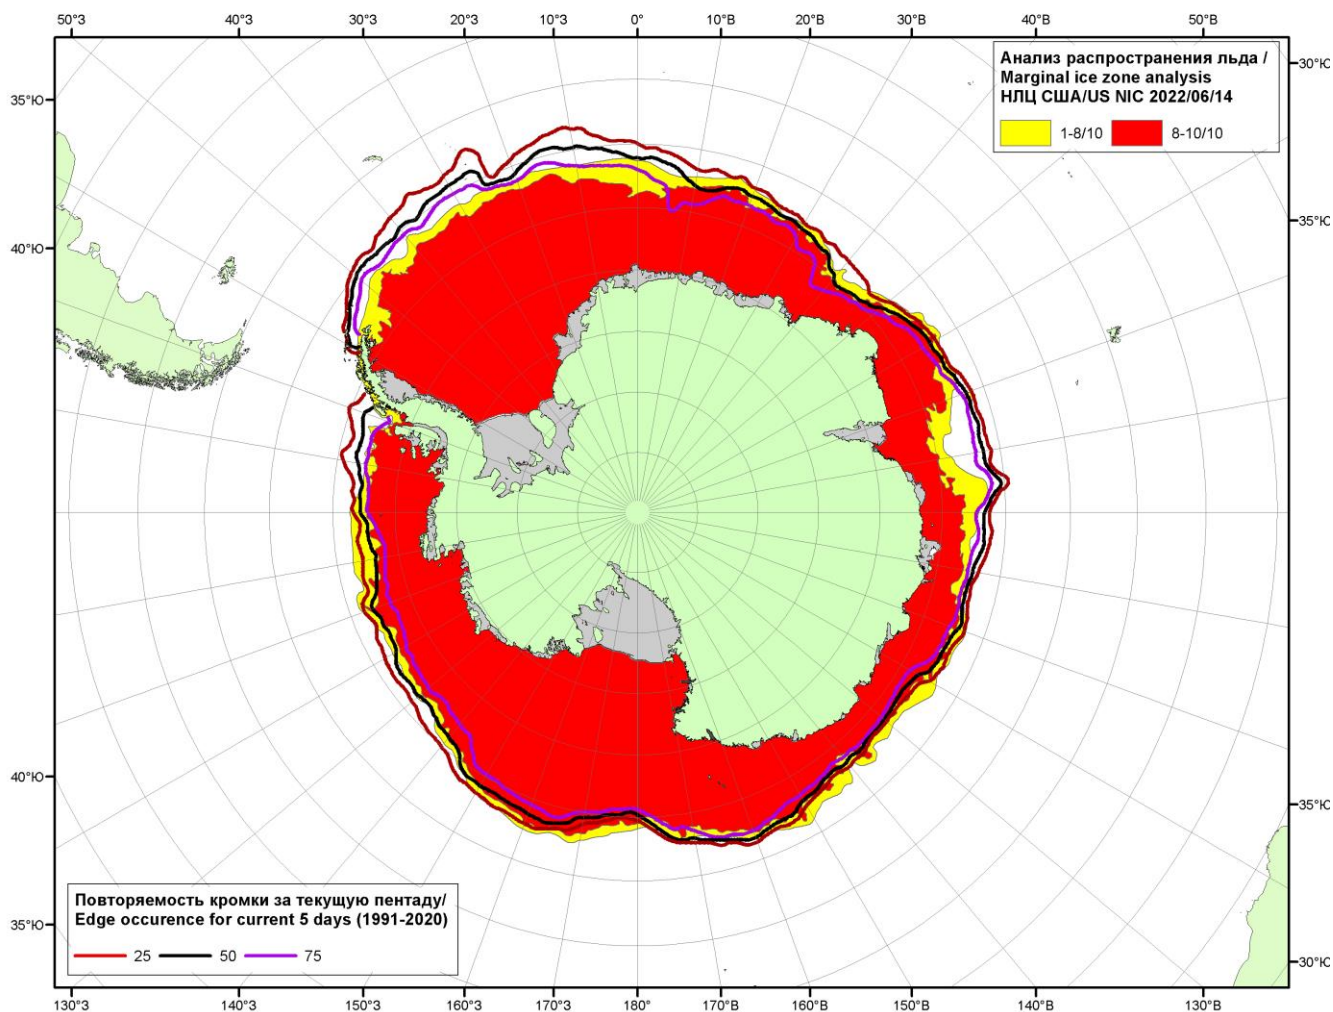 50°З 40°З 30°З 20°З 10°З 0° 10°В 20°В 30°В 40°В 50°В
Анализ распространения льда /
Marginal ice zone analysis
НЛЦ США/US NIC 2022/06/14
1-8/10 8-10/10
30°Ю
35°Ю
35°Ю
40°Ю
40°Ю
35°Ю
35°Ю
30°Ю
Повторяемость кромки за текущую пентаду/
Edge occurence for current 5 days (1991-2020)
25 50 75
130°З 140°З 150°З 160°З 170°З 180° 170°В 160°В 150°В 140°В 130°В